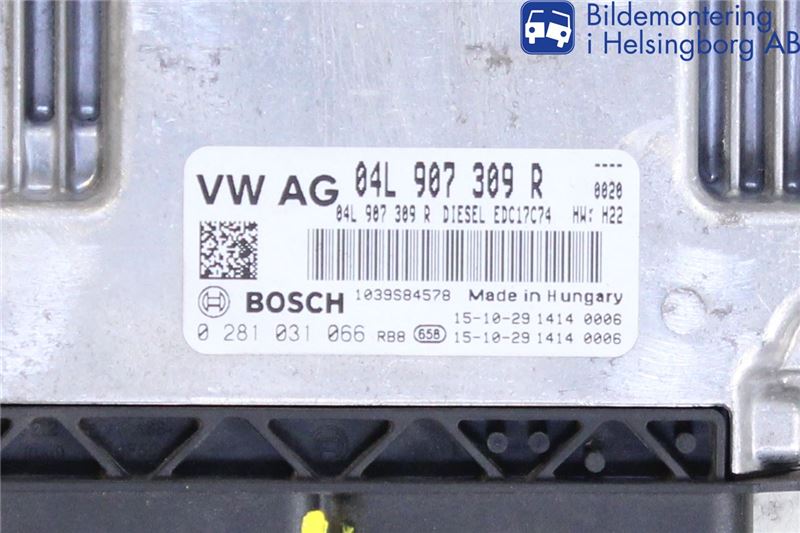 Bildemontering
i Helsingborg AB
VW AG 04L 907 309 R ----
0020
04L 907 309 R DIESEL EDC17C74 HW: H22
BOSCH 1039S84578 Made in Hungary
15-10-29 1414 0006
0 281 031 066 RB8 658 15-10-29 1414 0006